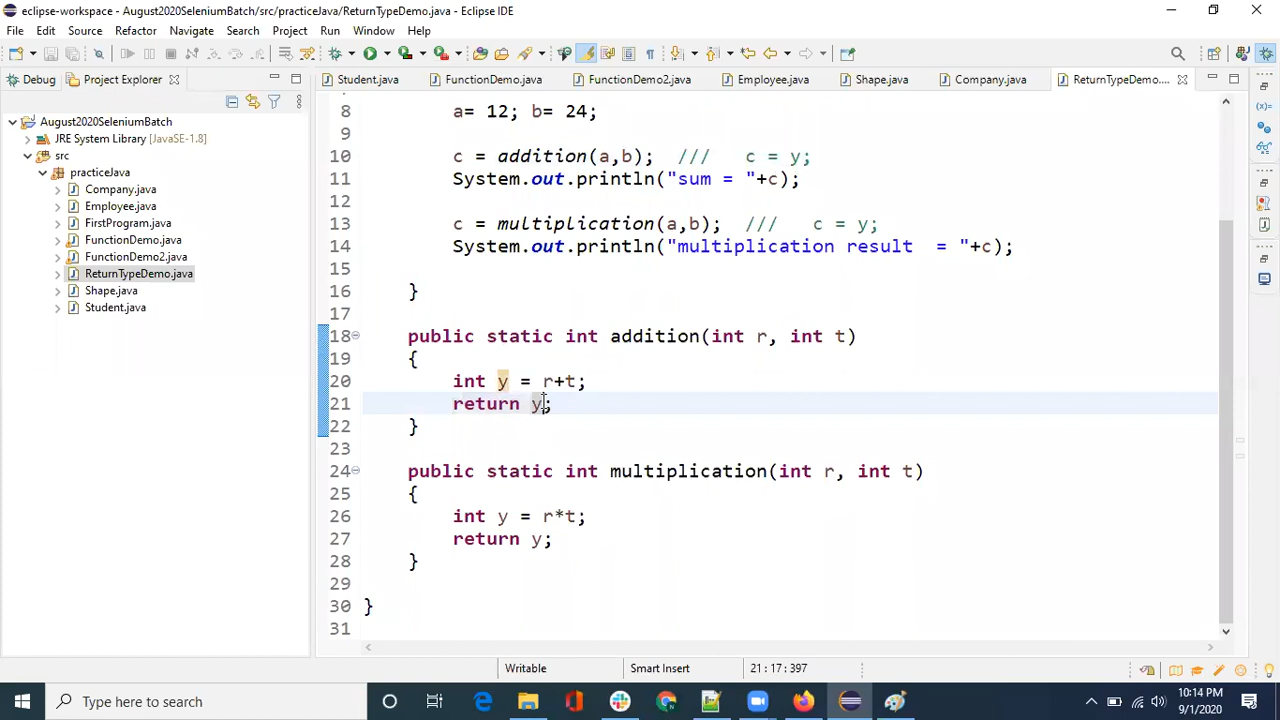 eclipse-workspace - August2020SeleniumBatch/src/practiceJava/ReturnTypeDemo.java - Eclipse IDE
File Edit Source Refactor Navigate Search Project Run Window Help
Debug Project Explorer Student.java FunctionDemo.java FunctionDemo2.java Employee.java Shape.java Company.java ReturnTypeDemo....
August2020SeleniumBatch
JRE System Library [JavaSE-1.8]
src
practiceJava
Company.java
Employee.java
FirstProgram.java
FunctionDemo.java
FunctionDemo2.java
ReturnTypeDemo.java
Shape.java
Student.java
8 a= 12; b= 24;
9
10 c = addition(a,b); /// c = y;
11 System.out.println("sum = "+c);
12
13 c = multiplication(a,b); /// c = y;
14 System.out.println("multiplication result  = "+c);
15
16 }
17
18 public static int addition(int r, int t)
19 {
20 int y = r+t;
21 return y;
22 }
23
24 public static int multiplication(int r, int t)
25 {
26 int y = r*t;
27 return y;
28 }
29
30 }
31
Writable Smart Insert 21 : 17 : 397
Type here to search
10:14 PM
9/1/2020